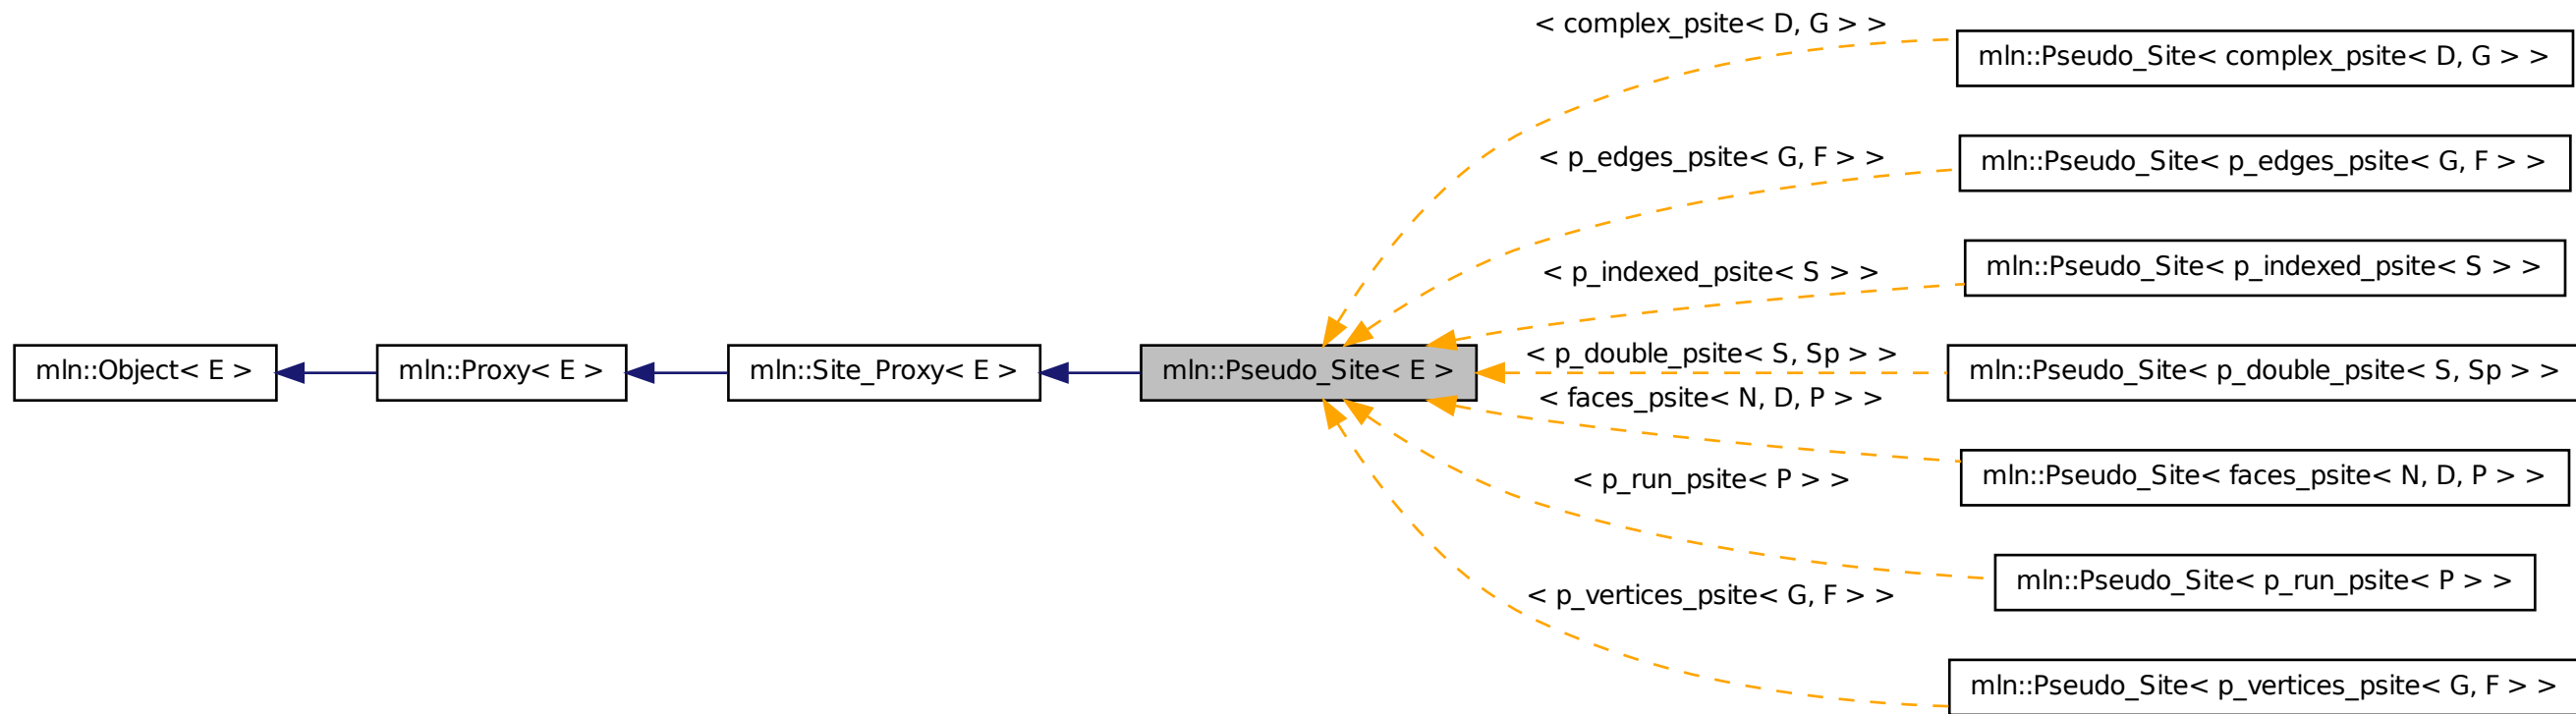 < complex_psite< D, G > >
mln::Pseudo_Site< complex_psite< D, G > >
< p_edges_psite< G, F > >
mln::Pseudo_Site< p_edges_psite< G, F > >
< p_indexed_psite< S > >
mln::Pseudo_Site< p_indexed_psite< S > >
mln::Object< E >
mln::Proxy< E >
mln::Site_Proxy< E >
mln::Pseudo_Site< E >
< p_double_psite< S, Sp > >
mln::Pseudo_Site< p_double_psite< S, Sp > >
< faces_psite< N, D, P > >
mln::Pseudo_Site< faces_psite< N, D, P > >
< p_run_psite< P > >
mln::Pseudo_Site< p_run_psite< P > >
< p_vertices_psite< G, F > >
mln::Pseudo_Site< p_vertices_psite< G, F > >